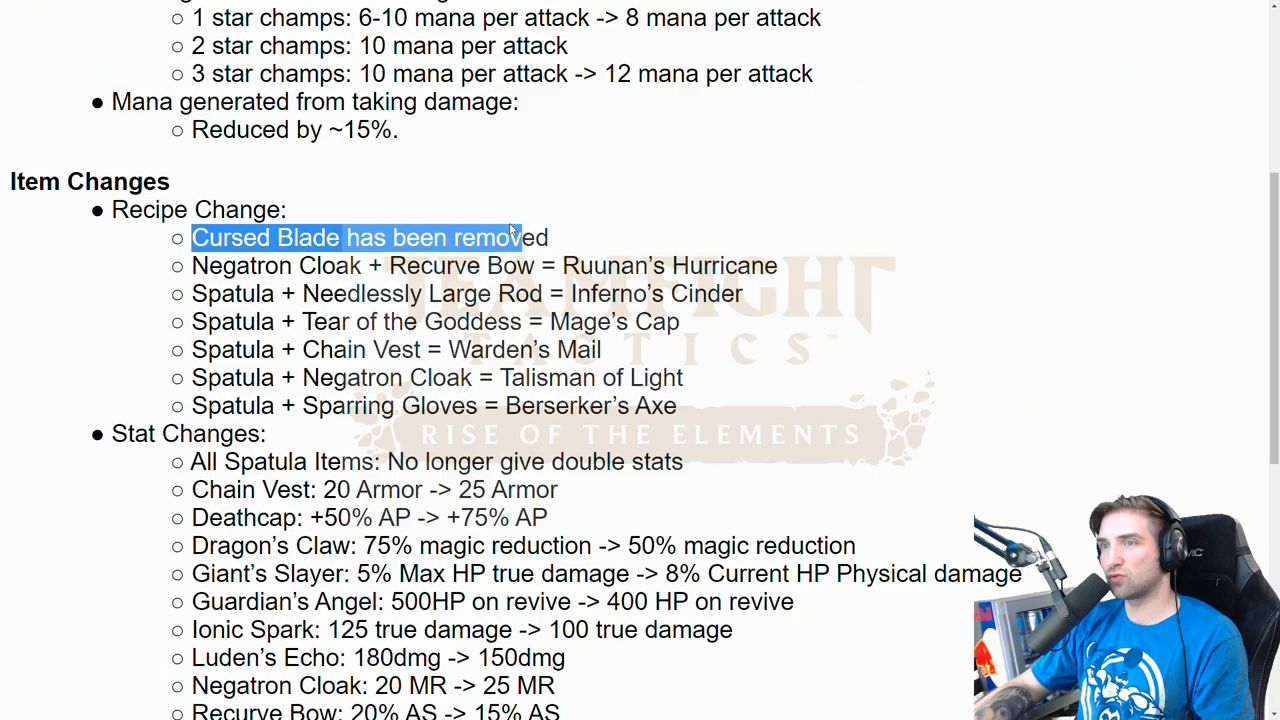 1 star champs: 6-10 mana per attack -> 8 mana per attack
2 star champs: 10 mana per attack
3 star champs: 10 mana per attack -> 12 mana per attack
Mana generated from taking damage:
Reduced by ~15%.
Item Changes
Recipe Change:
Cursed Blade has been removed
Negatron Cloak + Recurve Bow = Ruunan’s Hurricane
Spatula + Needlessly Large Rod = Inferno’s Cinder
Spatula + Tear of the Goddess = Mage’s Cap
Spatula + Chain Vest = Warden’s Mail
Spatula + Negatron Cloak = Talisman of Light
Spatula + Sparring Gloves = Berserker’s Axe
TEAMFIGHT
TACTICS™
RISE OF THE ELEMENTS
Stat Changes:
All Spatula Items: No longer give double stats
Chain Vest: 20 Armor -> 25 Armor
Deathcap: +50% AP -> +75% AP
Dragon’s Claw: 75% magic reduction -> 50% magic reduction
Giant’s Slayer: 5% Max HP true damage -> 8% Current HP Physical damage
Guardian’s Angel: 500HP on revive -> 400 HP on revive
Ionic Spark: 125 true damage -> 100 true damage
Luden’s Echo: 180dmg -> 150dmg
Negatron Cloak: 20 MR -> 25 MR
Recurve Bow: 20% AS -> 15% AS